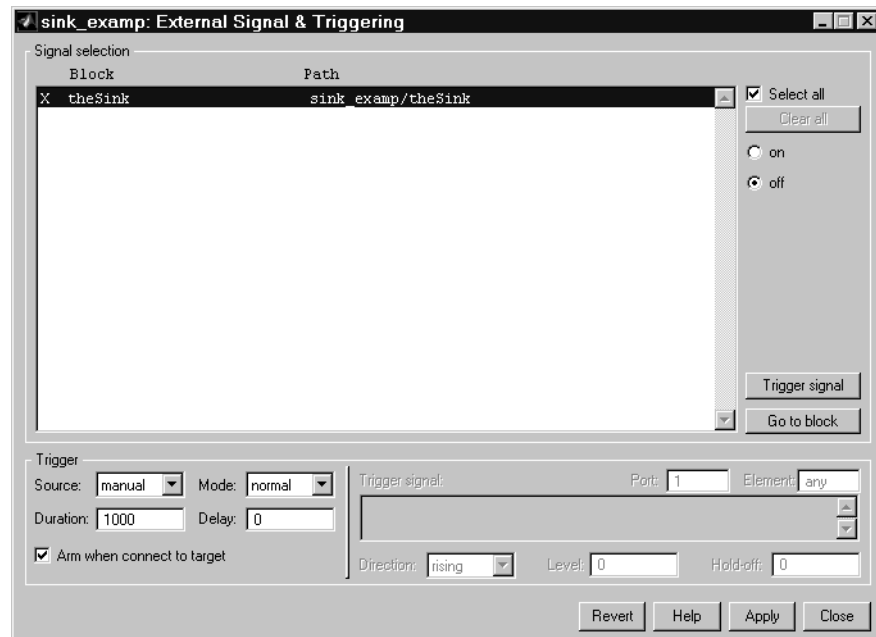 sink_examp: External Signal & Triggering
Signal selection
Block Path
X theSink sink_examp/theSink
Select all
Clear all
on
off
Trigger signal
Go to block
Trigger
Source: manual Mode: normal
Duration: 1000 Delay: 0
Arm when connect to target
Trigger signal: Port: 1 Element: any
Direction: rising Level: 0 Hold-off: 0
Revert Help Apply Close